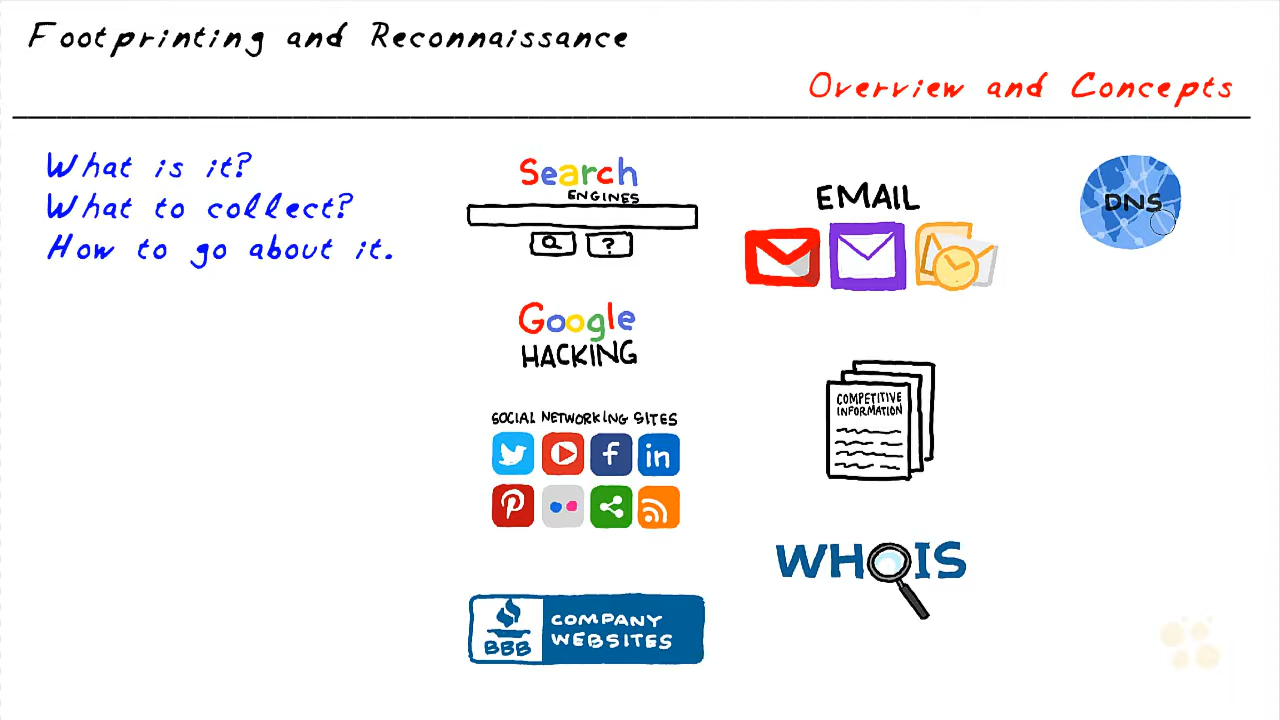 Footprinting and Reconnaissance
Overview and Concepts
What is it?
What to collect?
How to go about it.
Search
ENGINES
?
Google
HACKING
SOCIAL NETWORKING SITES
f
in
BBB
COMPANY
WEBSITES
EMAIL
COMPETITIVE
INFORMATION
WHOIS
DNS